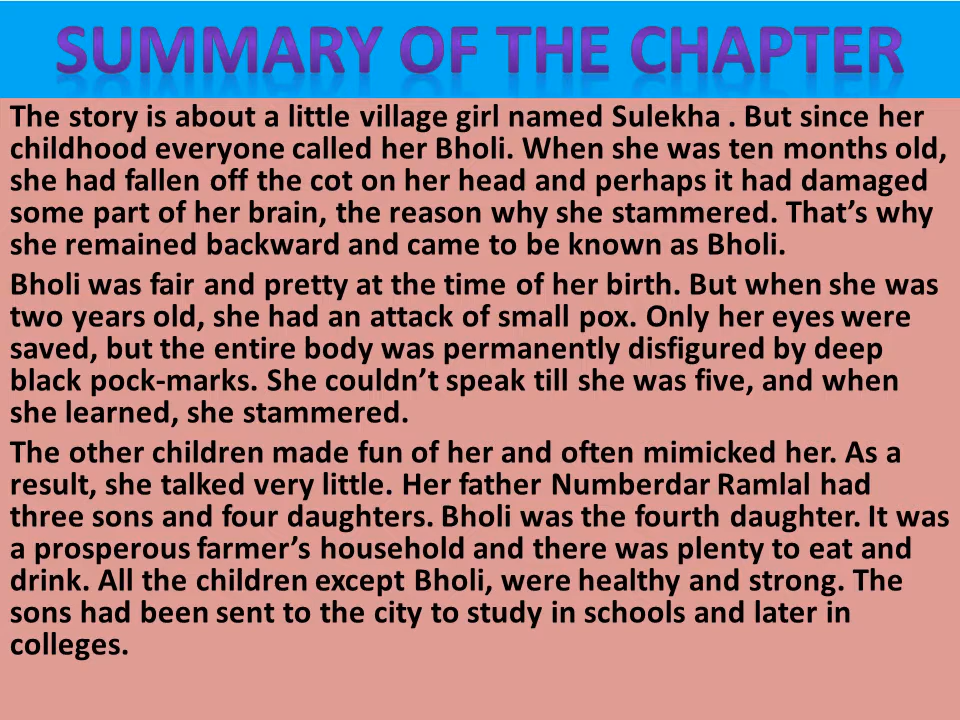 SUMMARY OF THE CHAPTER
The story is about a little village girl named Sulekha . But since her
childhood everyone called her Bholi. When she was ten months old,
she had fallen off the cot on her head and perhaps it had damaged
some part of her brain, the reason why she stammered. That’s why
she remained backward and came to be known as Bholi.
Bholi was fair and pretty at the time of her birth. But when she was
two years old, she had an attack of small pox. Only her eyes were
saved, but the entire body was permanently disfigured by deep
black pock-marks. She couldn’t speak till she was five, and when
she learned, she stammered.
The other children made fun of her and often mimicked her. As a
result, she talked very little. Her father Numberdar Ramlal had
three sons and four daughters. Bholi was the fourth daughter. It was
a prosperous farmer’s household and there was plenty to eat and
drink. All the children except Bholi, were healthy and strong. The
sons had been sent to the city to study in schools and later in
colleges.